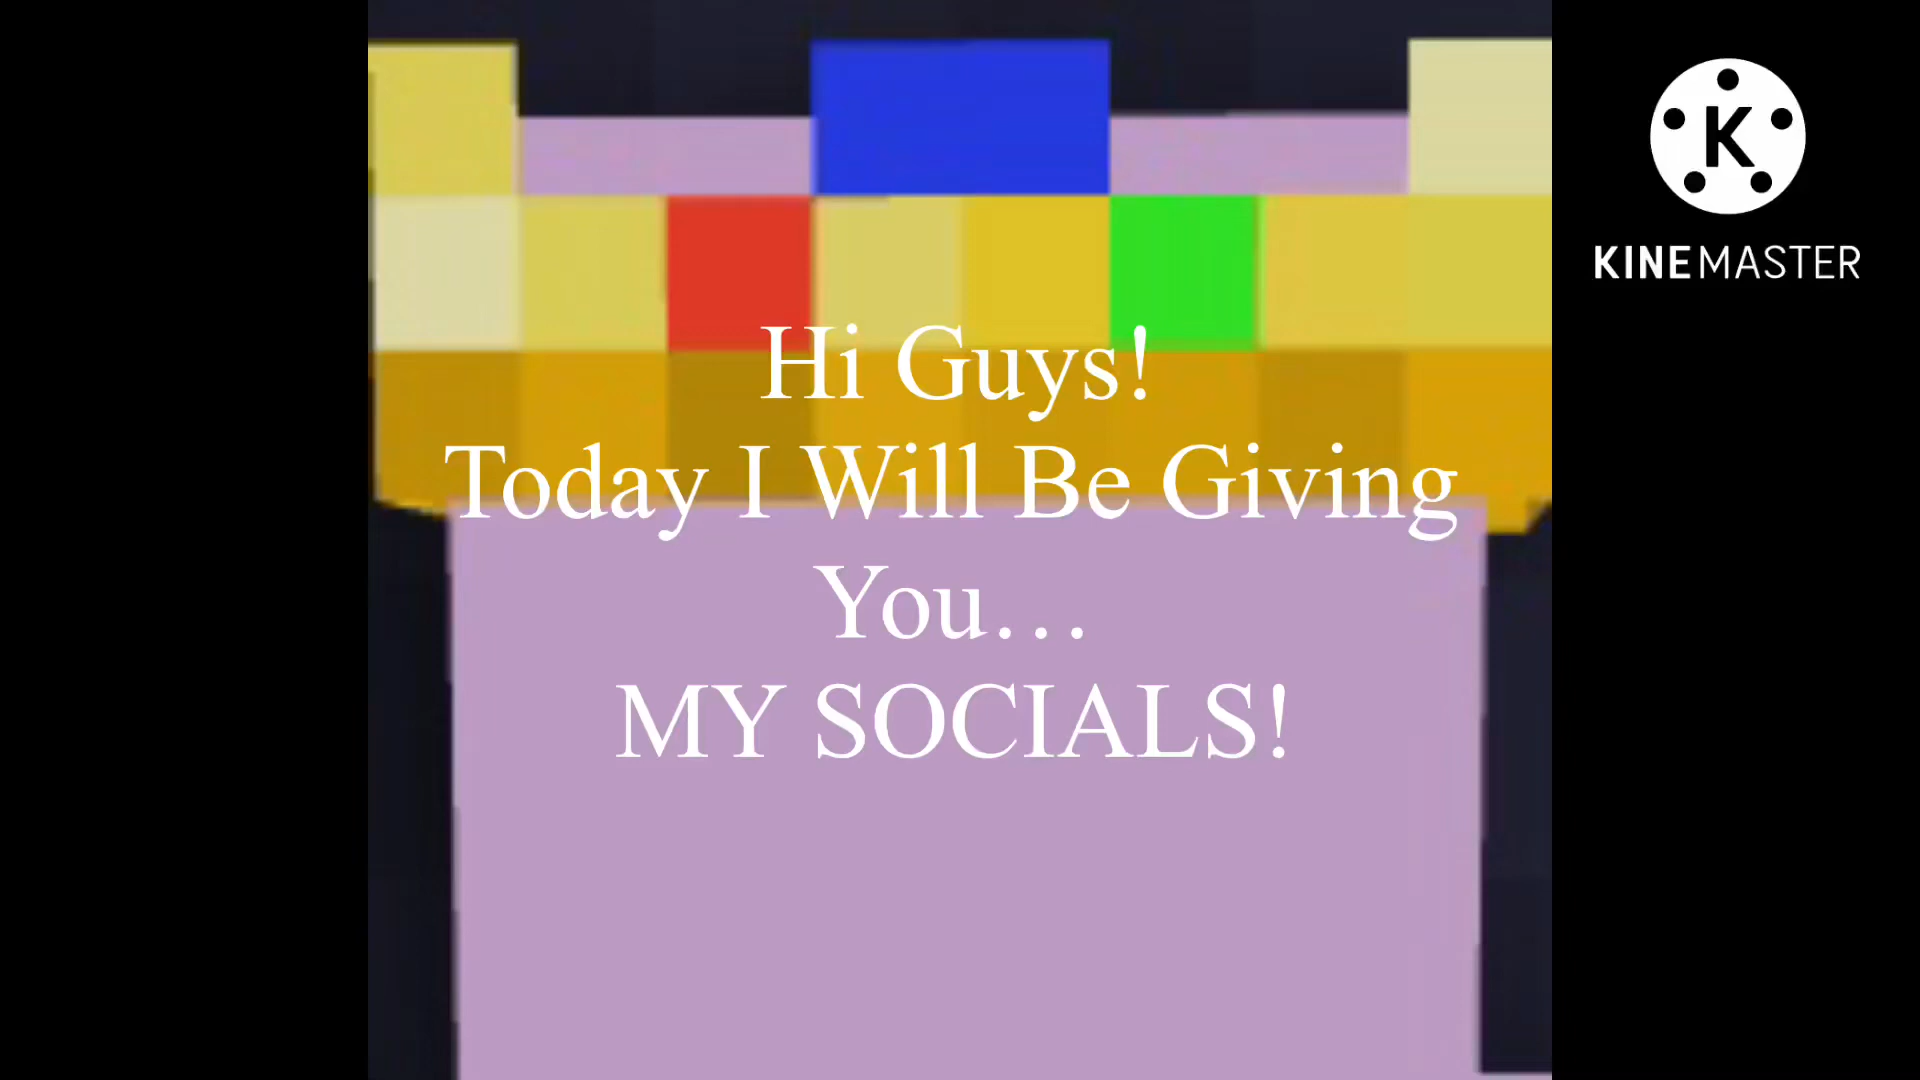 Hi Guys!
Today I Will Be Giving
You...
MY SOCIALS!
K
KINEMASTER